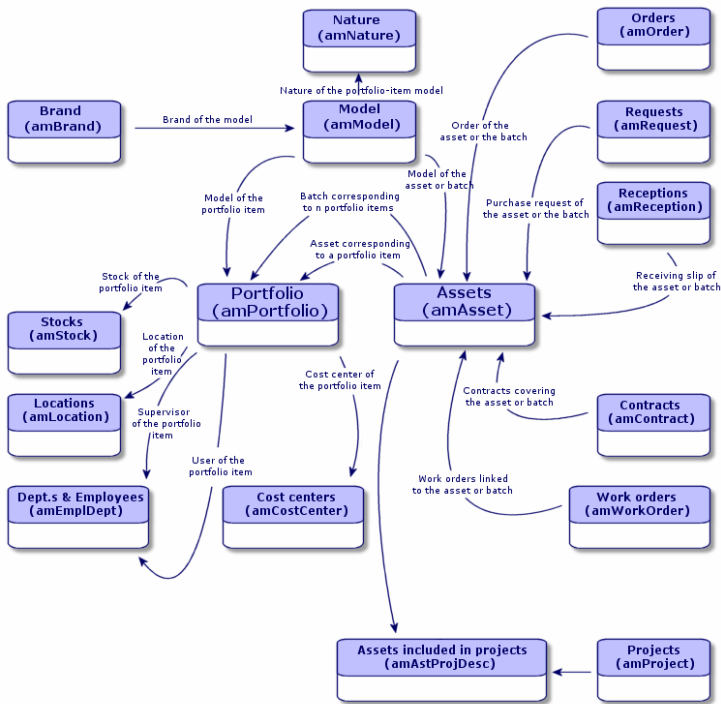 Nature
(amNature)
Orders
(amOrder)
Nature of the portfolio-item model
Brand
(amBrand)
Brand of the model
Model
(amModel)
Order of the
asset or the batch
Requests
(amRequest)
Model of the
asset or batch
Model of the
portfolio item
Batch corresponding
to n portfolio items
Purchase request of
the asset or the batch
Receptions
(amReception)
Asset corresponding
to a portfolio item
Receiving slip of
the asset or batch
Stock of the
portfolio item
Portfolio
(amPortfolio)
Assets
(amAsset)
Stocks
(amStock)
Location
of the
portfolio
item
Cost center of
the portfolio item
Contracts covering
the asset or batch
Locations
(amLocation)
Supervisor
of the portfolio
item
Contracts
(amContract)
User of the
portfolio item
Work orders linked
to the asset or batch
Dept.s & Employees
(amEmplDept)
Cost centers
(amCostCenter)
Work orders
(amWorkOrder)
Assets included in projects
(amAstProjDesc)
Projects
(amProject)